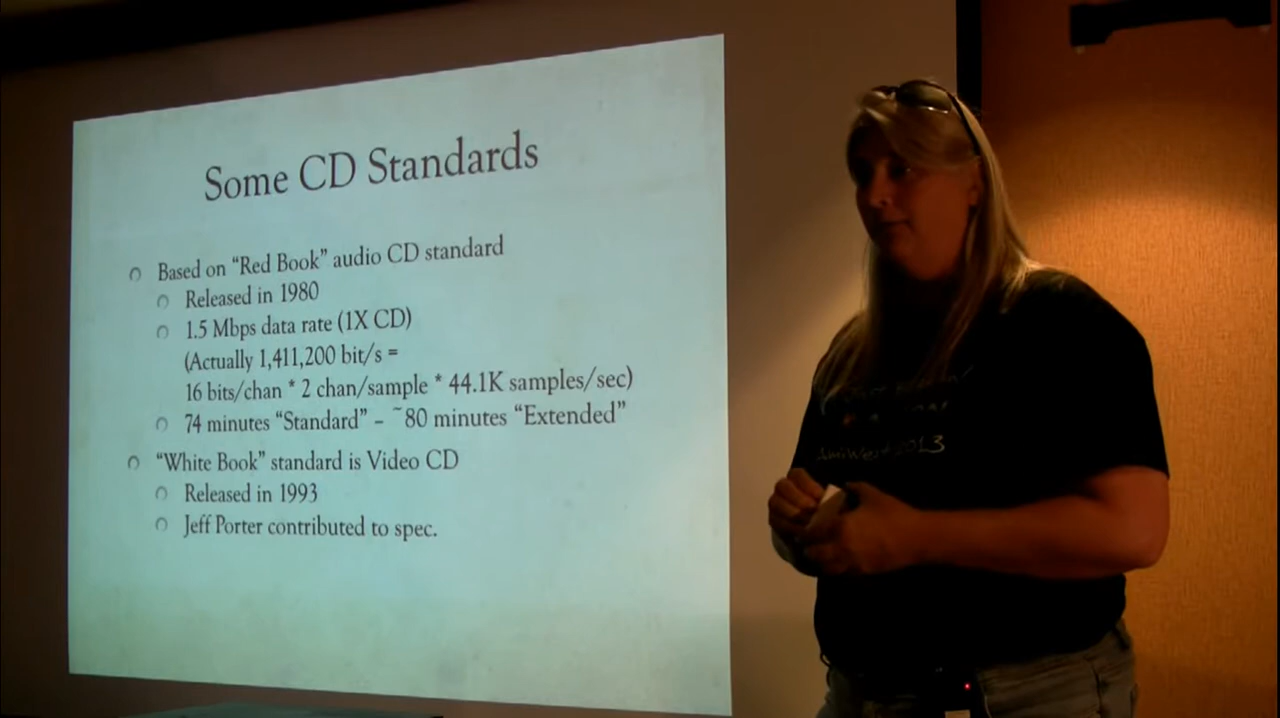 Some CD Standards
Based on “Red Book” audio CD standard
Released in 1980
1.5 Mbps data rate (1X CD)
(Actually 1,411,200 bit/s =
16 bits/chan * 2 chan/sample * 44.1K samples/sec)
74 minutes “Standard” – ~80 minutes “Extended”
“White Book” standard is Video CD
Released in 1993
Jeff Porter contributed to spec.
AmiWest 2013